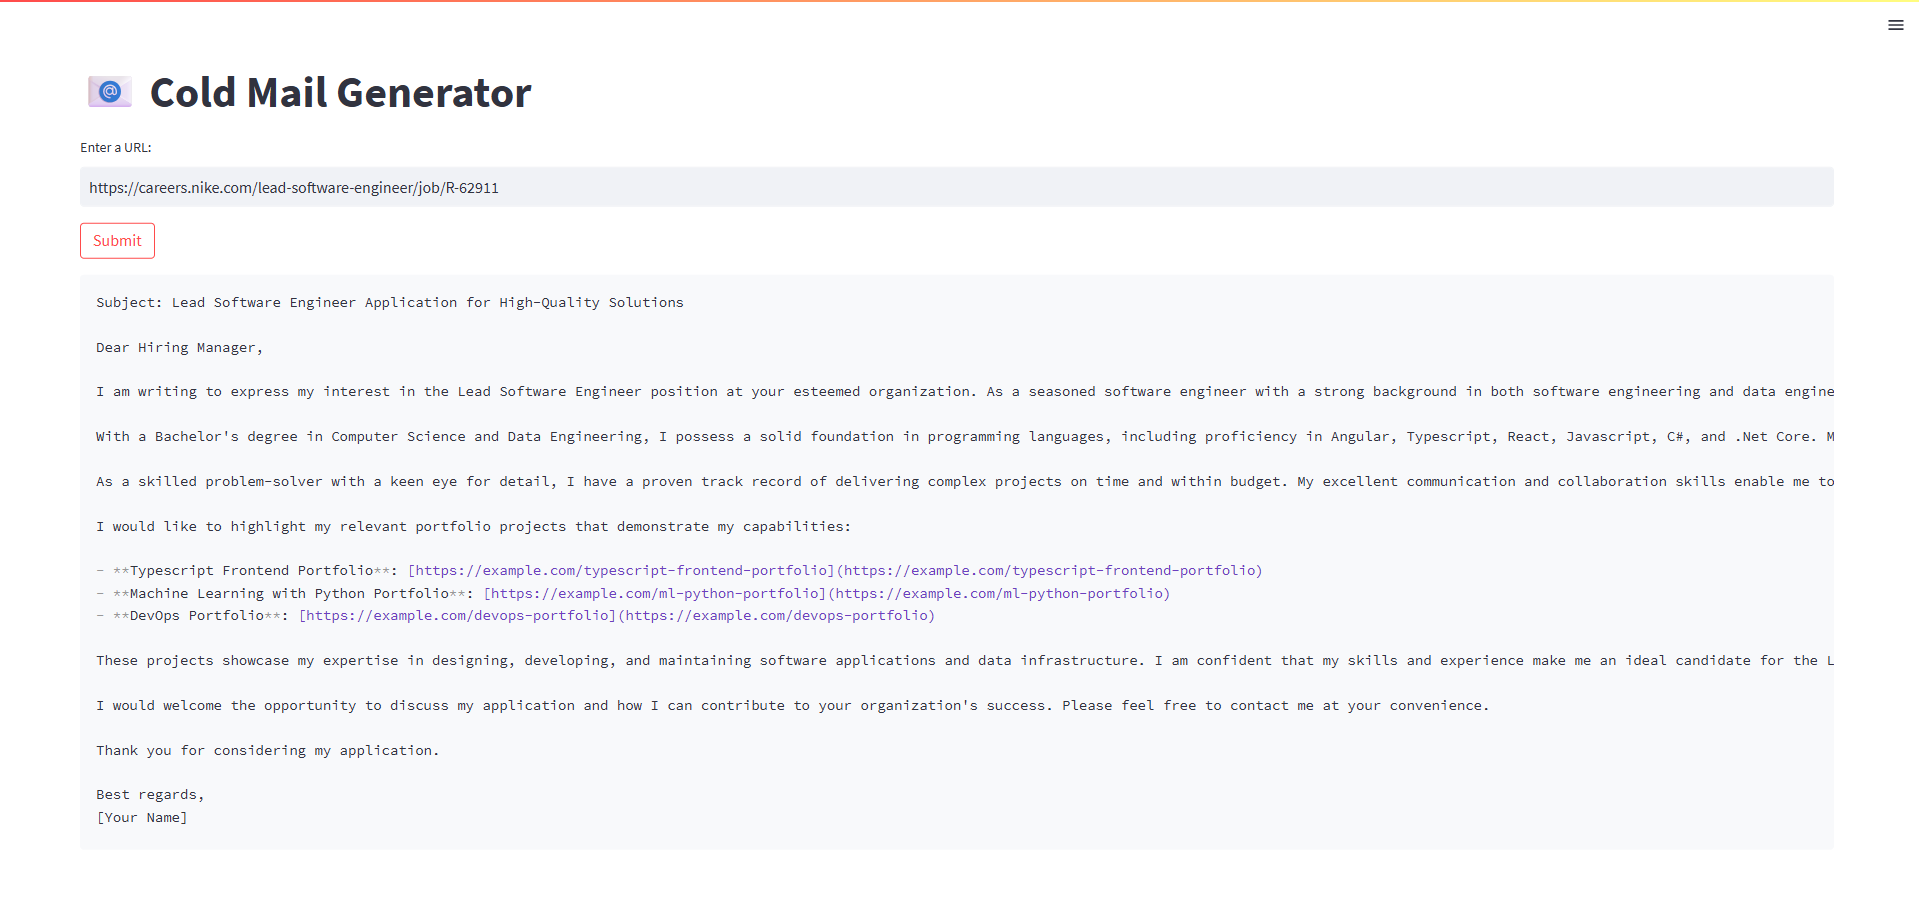 Cold Mail Generator
Enter a URL:
https://careers.nike.com/lead-software-engineer/job/R-62911
Submit
Subject: Lead Software Engineer Application for High-Quality Solutions
Dear Hiring Manager,
I am writing to express my interest in the Lead Software Engineer position at your esteemed organization. As a seasoned software engineer with a strong background in both software engineering and data engine
With a Bachelor's degree in Computer Science and Data Engineering, I possess a solid foundation in programming languages, including proficiency in Angular, Typescript, React, Javascript, C#, and .Net Core. M
As a skilled problem-solver with a keen eye for detail, I have a proven track record of delivering complex projects on time and within budget. My excellent communication and collaboration skills enable me to
I would like to highlight my relevant portfolio projects that demonstrate my capabilities:
- **Typescript Frontend Portfolio**: [https://example.com/typescript-frontend-portfolio](https://example.com/typescript-frontend-portfolio)
- **Machine Learning with Python Portfolio**: [https://example.com/ml-python-portfolio](https://example.com/ml-python-portfolio)
- **DevOps Portfolio**: [https://example.com/devops-portfolio](https://example.com/devops-portfolio)
These projects showcase my expertise in designing, developing, and maintaining software applications and data infrastructure. I am confident that my skills and experience make me an ideal candidate for the L
I would welcome the opportunity to discuss my application and how I can contribute to your organization's success. Please feel free to contact me at your convenience.
Thank you for considering my application.
Best regards,
[Your Name]